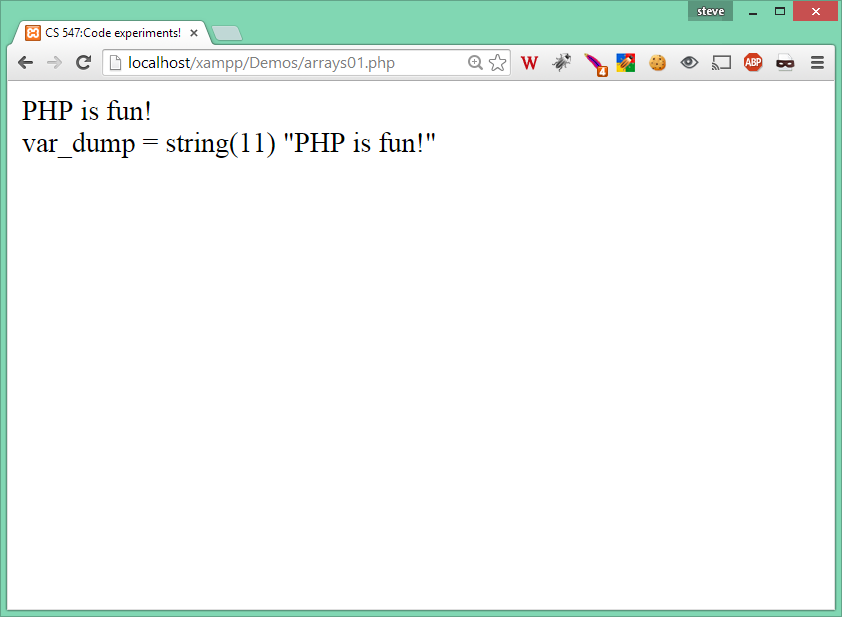 steve
CS 547:Code experiments!
localhost/xampp/Demos/arrays01.php
W
4
ABP
PHP is fun!
var_dump = string(11) "PHP is fun!"